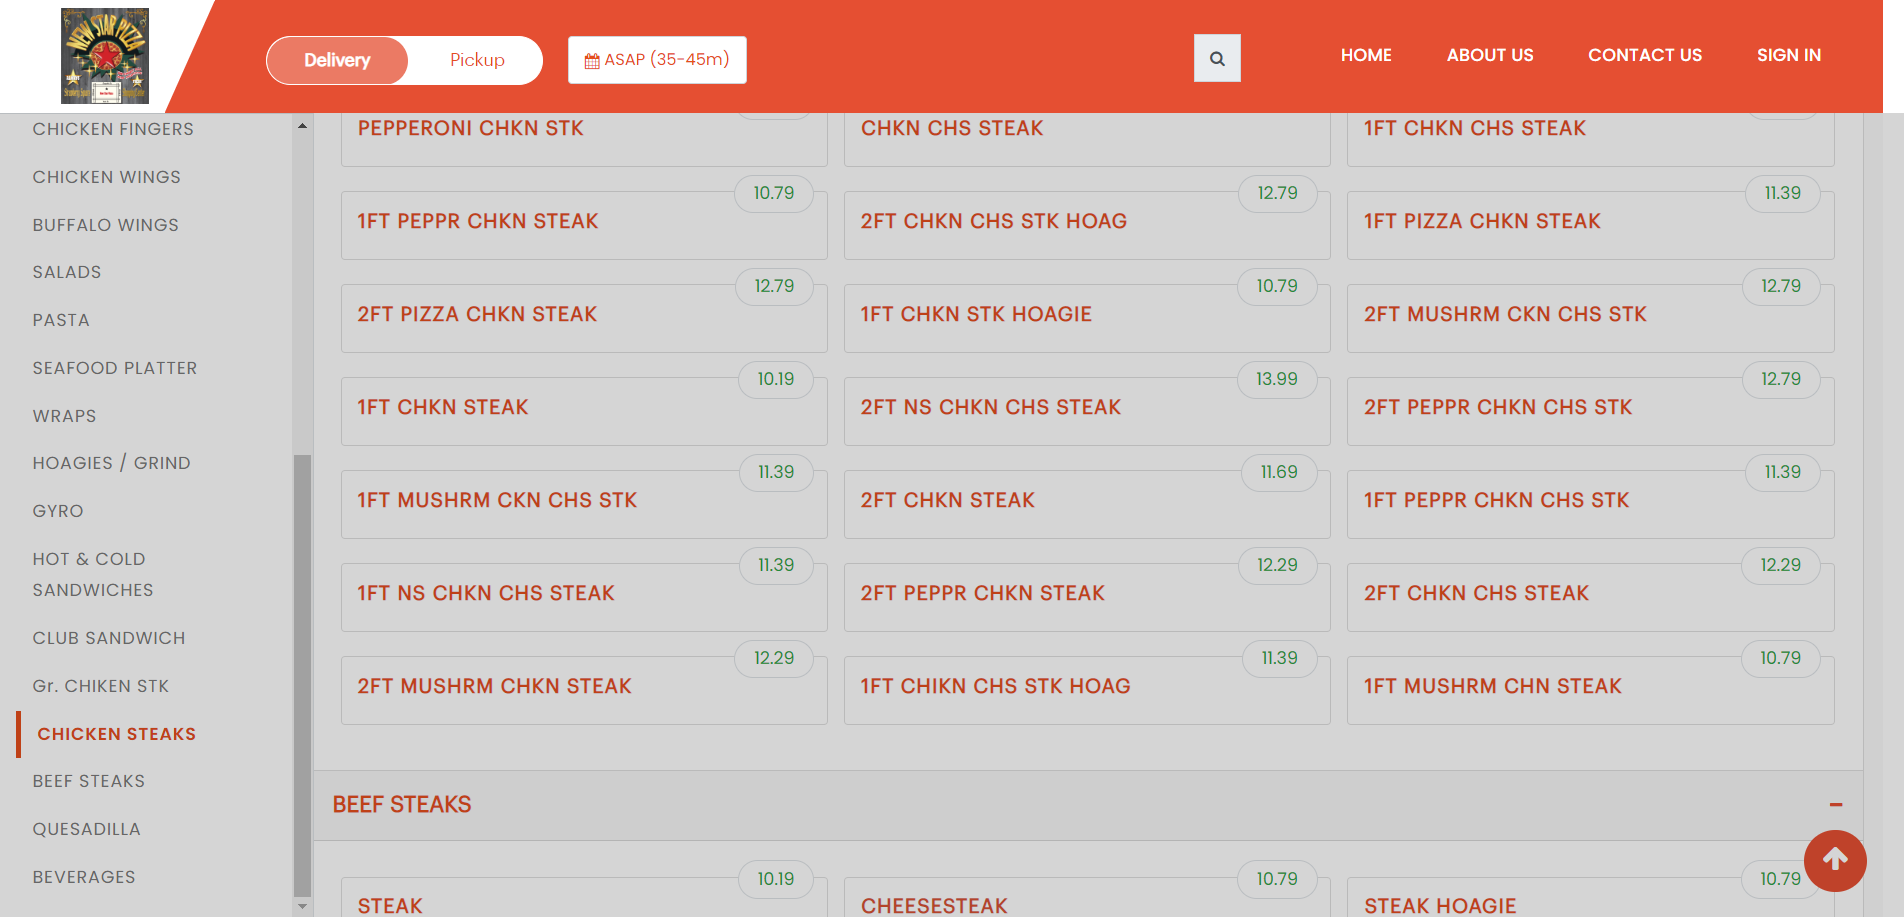 NEW STAR PIZZA
Delivery
Pickup
ASAP (35-45m)
HOME
ABOUT US
CONTACT US
SIGN IN
CHICKEN FINGERS
CHICKEN WINGS
BUFFALO WINGS
SALADS
PASTA
SEAFOOD PLATTER
WRAPS
HOAGIES / GRIND
GYRO
HOT & COLD
SANDWICHES
CLUB SANDWICH
Gr. CHIKEN STK
CHICKEN STEAKS
BEEF STEAKS
QUESADILLA
BEVERAGES
PEPPERONI CHKN STK
CHKN CHS STEAK
1FT CHKN CHS STEAK
10.79
1FT PEPPR CHKN STEAK
12.79
2FT CHKN CHS STK HOAG
11.39
1FT PIZZA CHKN STEAK
12.79
2FT PIZZA CHKN STEAK
10.79
1FT CHKN STK HOAGIE
12.79
2FT MUSHRM CKN CHS STK
10.19
1FT CHKN STEAK
13.99
2FT NS CHKN CHS STEAK
12.79
2FT PEPPR CHKN CHS STK
11.39
1FT MUSHRM CKN CHS STK
11.69
2FT CHKN STEAK
11.39
1FT PEPPR CHKN CHS STK
11.39
1FT NS CHKN CHS STEAK
12.29
2FT PEPPR CHKN STEAK
12.29
2FT CHKN CHS STEAK
12.29
2FT MUSHRM CHKN STEAK
11.39
1FT CHIKN CHS STK HOAG
10.79
1FT MUSHRM CHN STEAK
BEEF STEAKS
10.19
STEAK
10.79
CHEESESTEAK
10.79
STEAK HOAGIE